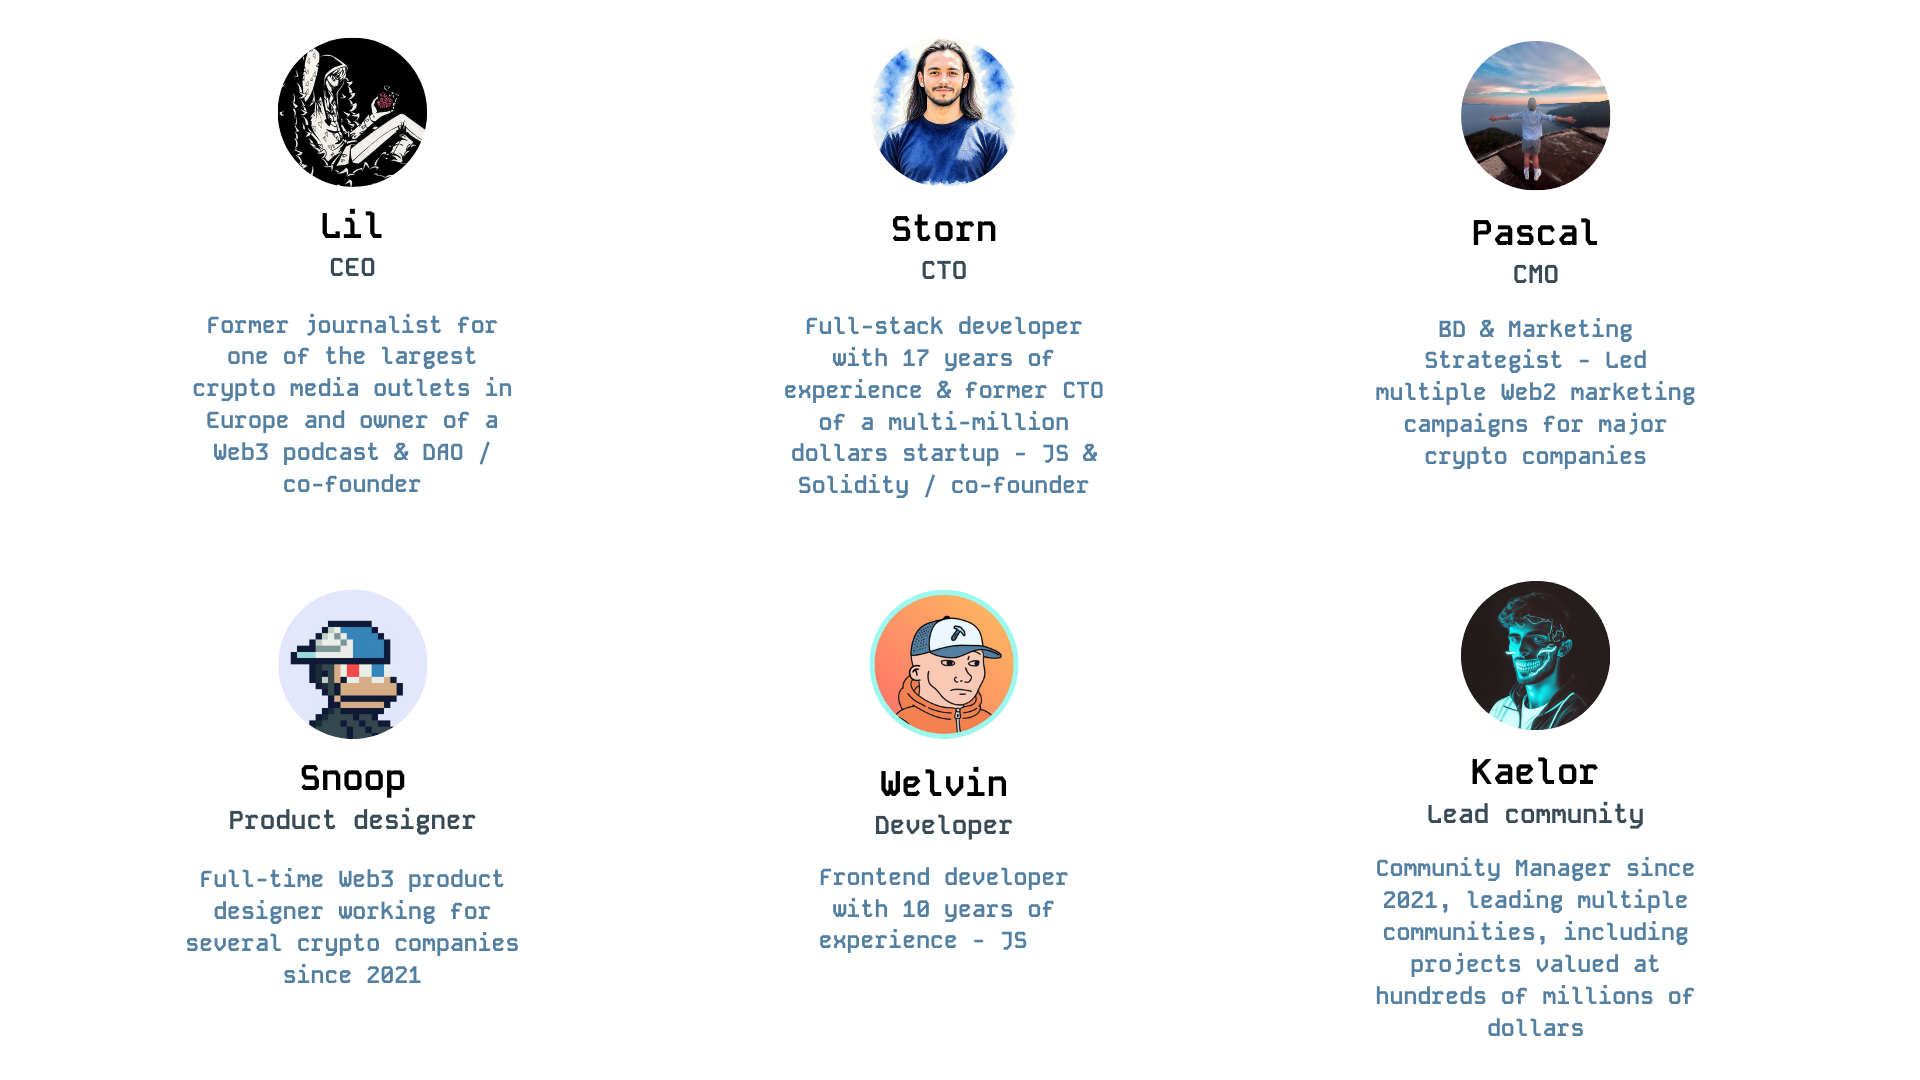 Lil
CEO
Former journalist for
one of the largest
crypto media outlets in
Europe and owner of a
Web3 podcast & DAO /
co-founder
Storn
CTO
Full-stack developer
with 17 years of
experience & former CTO
of a multi-million
dollars startup - JS &
Solidity / co-founder
Pascal
CMO
BD & Marketing
Strategist - Led
multiple Web2 marketing
campaigns for major
crypto companies
Snoop
Product designer
Full-time Web3 product
designer working for
several crypto companies
since 2021
Welvin
Developer
Frontend developer
with 10 years of
experience - JS
Kaelor
Lead community
Community Manager since
2021, leading multiple
communities, including
projects valued at
hundreds of millions of
dollars